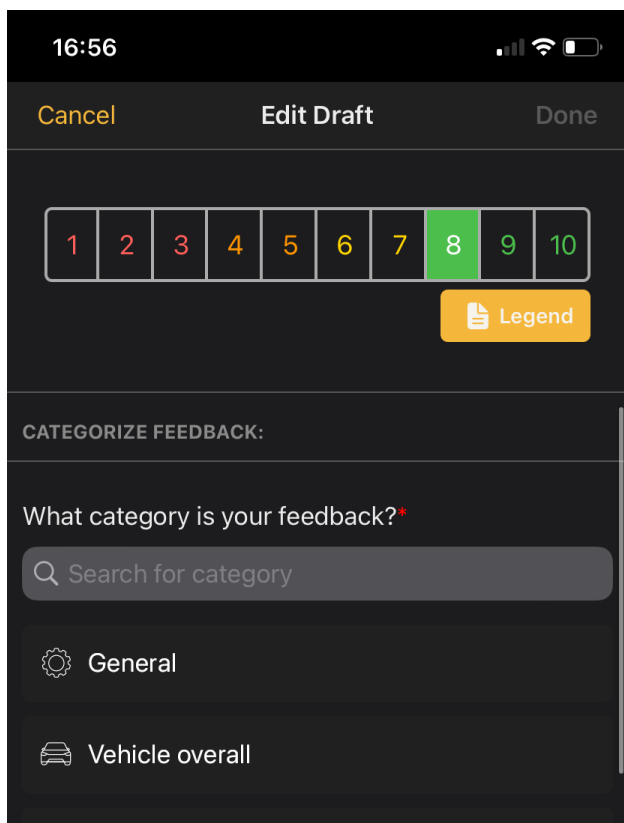 16:56
Cancel Edit Draft Done
1 2 3 4 5 6 7 8 9 10
Legend
CATEGORIZE FEEDBACK:
What category is your feedback?*
Search for category
General
Vehicle overall